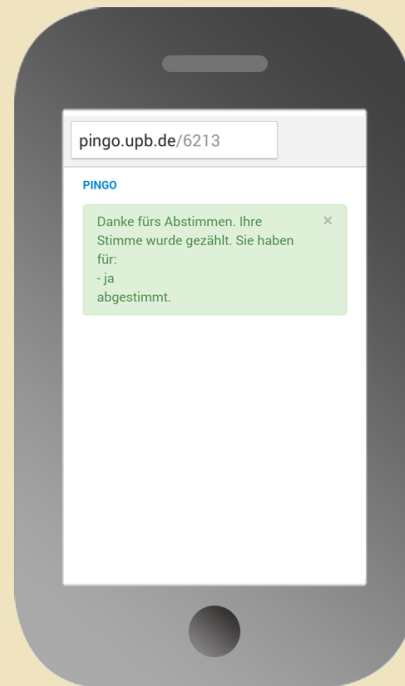 pingo.upb.de/6213
PINGO
Danke fürs Abstimmen. Ihre ×
Stimme wurde gezählt. Sie haben
für:
- ja
abgestimmt.